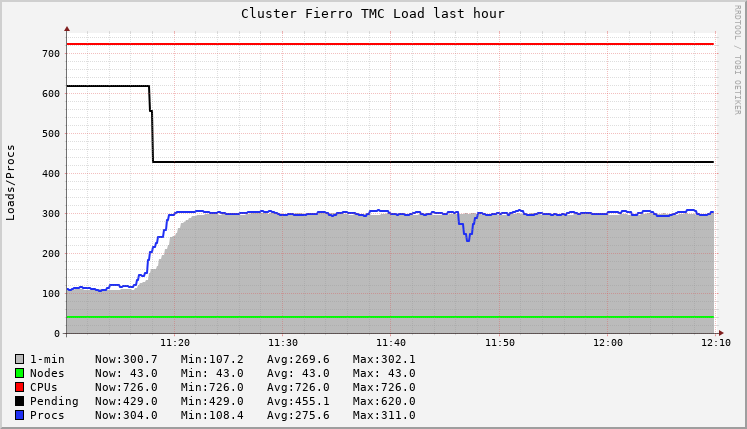 Cluster Fierro TMC Load last hour
RRDTOOL / TOBI OETIKER
Loads/Procs
700
600
500
400
300
200
100
0
11:20 11:30 11:40 11:50 12:00 12:10
1-min Now:300.7 Min:107.2 Avg:269.6 Max:302.1
Nodes Now: 43.0 Min: 43.0 Avg: 43.0 Max: 43.0
CPUs Now:726.0 Min:726.0 Avg:726.0 Max:726.0
Pending Now:429.0 Min:429.0 Avg:455.1 Max:620.0
Procs Now:304.0 Min:108.4 Avg:275.6 Max:311.0